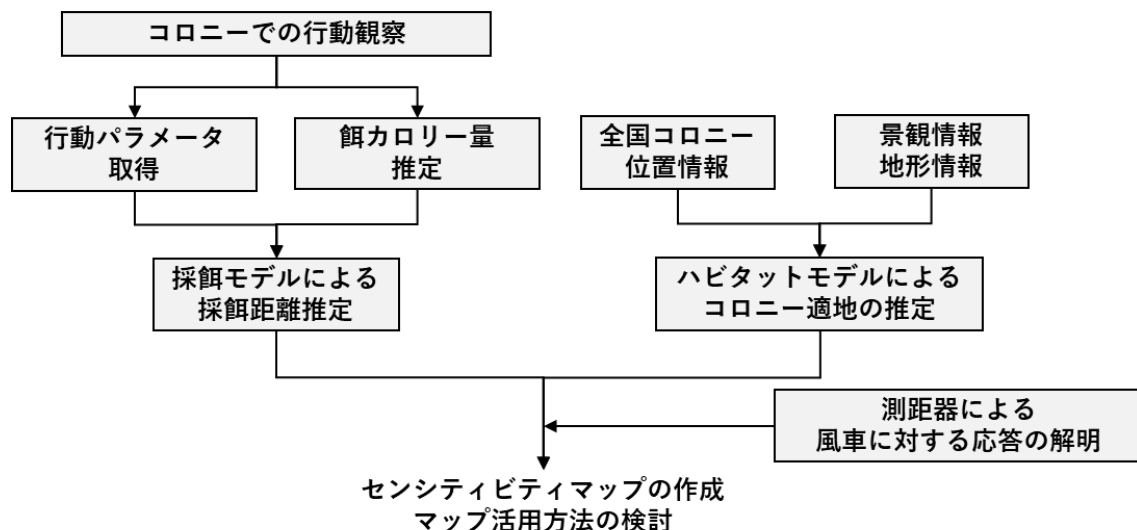 コロニーでの行動観察
行動パラメータ
取得
餌カロリー量
推定
全国コロニー
位置情報
景観情報
地形情報
採餌モデルによる
採餌距離推定
ハビタットモデルによる
コロニー適地の推定
測距器による
風車に対する応答の解明
センシティビティマップの作成
マップ活用方法の検討